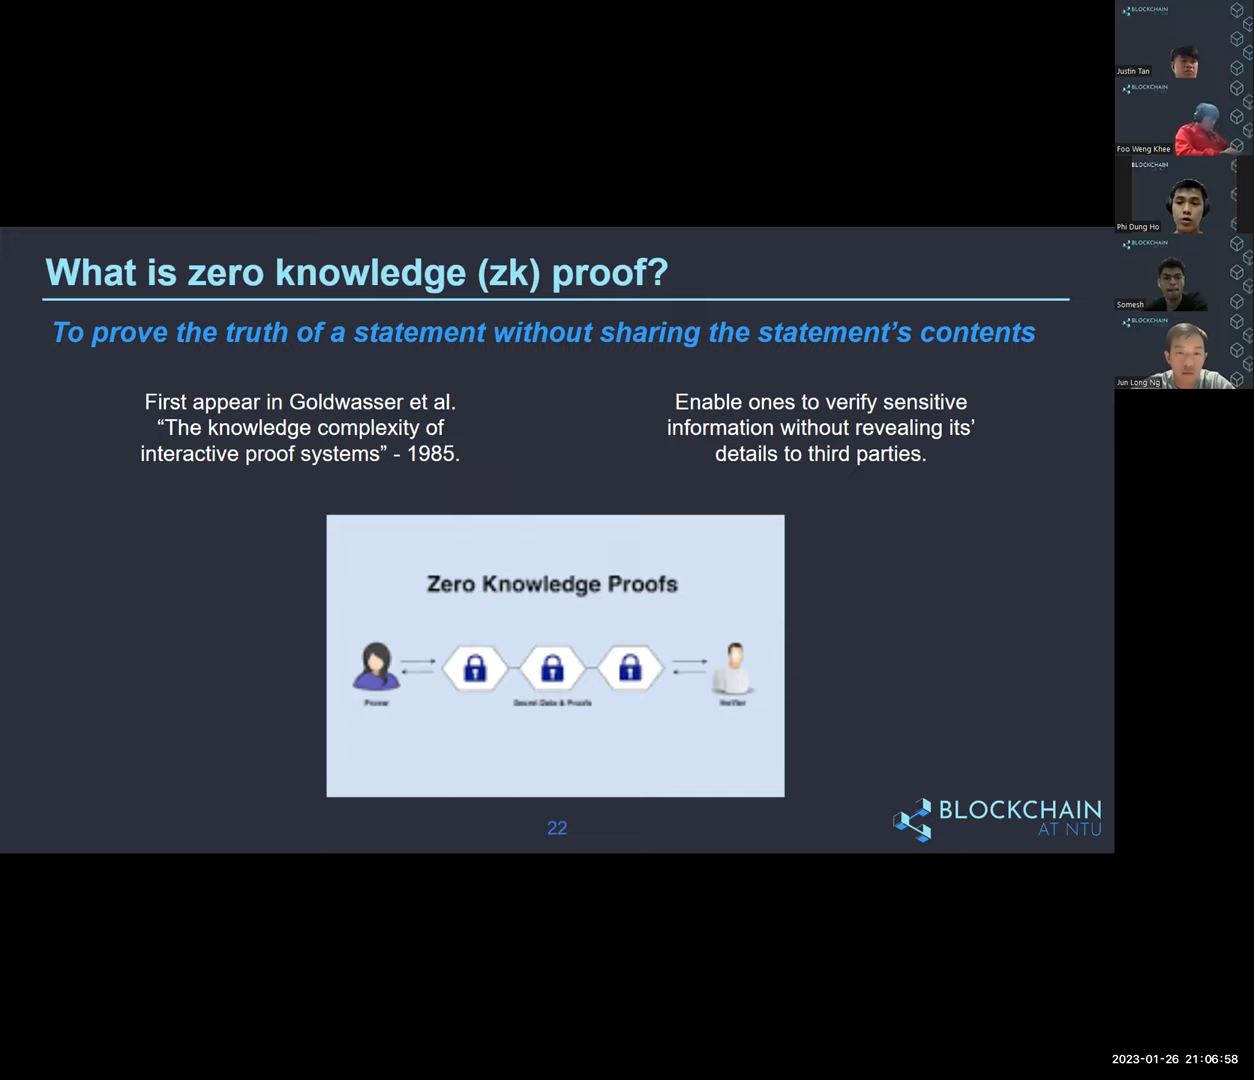 What is zero knowledge (zk) proof?
To prove the truth of a statement without sharing the statement’s contents
First appear in Goldwasser et al.
“The knowledge complexity of
interactive proof systems” - 1985.
Enable ones to verify sensitive
information without revealing its’
details to third parties.
Zero Knowledge Proofs
Prover
Secret Data & Proofs
Verifier
22
BLOCKCHAIN
AT NTU
BLOCKCHAIN
Justin Tan
BLOCKCHAIN
Foo Weng Khee
BLOCKCHAIN
Phi Dung Ho
BLOCKCHAIN
Somesh
BLOCKCHAIN
Jun Long Ng
2023-01-26 21:06:58